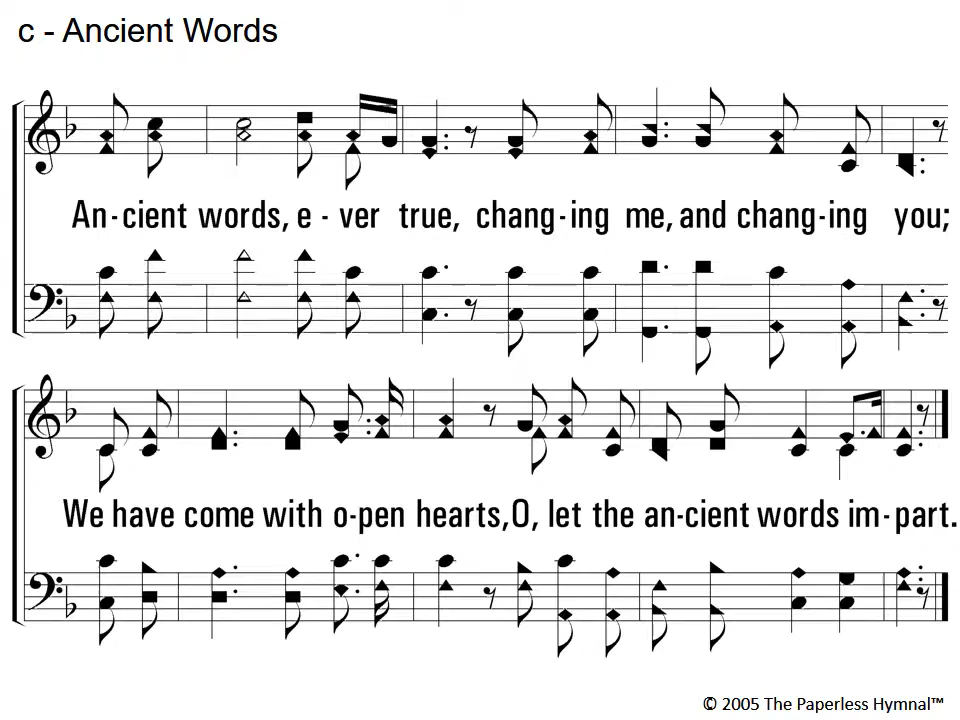 c - Ancient Words
An-cient words, e - ver true, chang-ing me, and chang-ing you;
We have come with o-pen hearts, O, let the an-cient words im-part.
© 2005 The Paperless Hymnal™